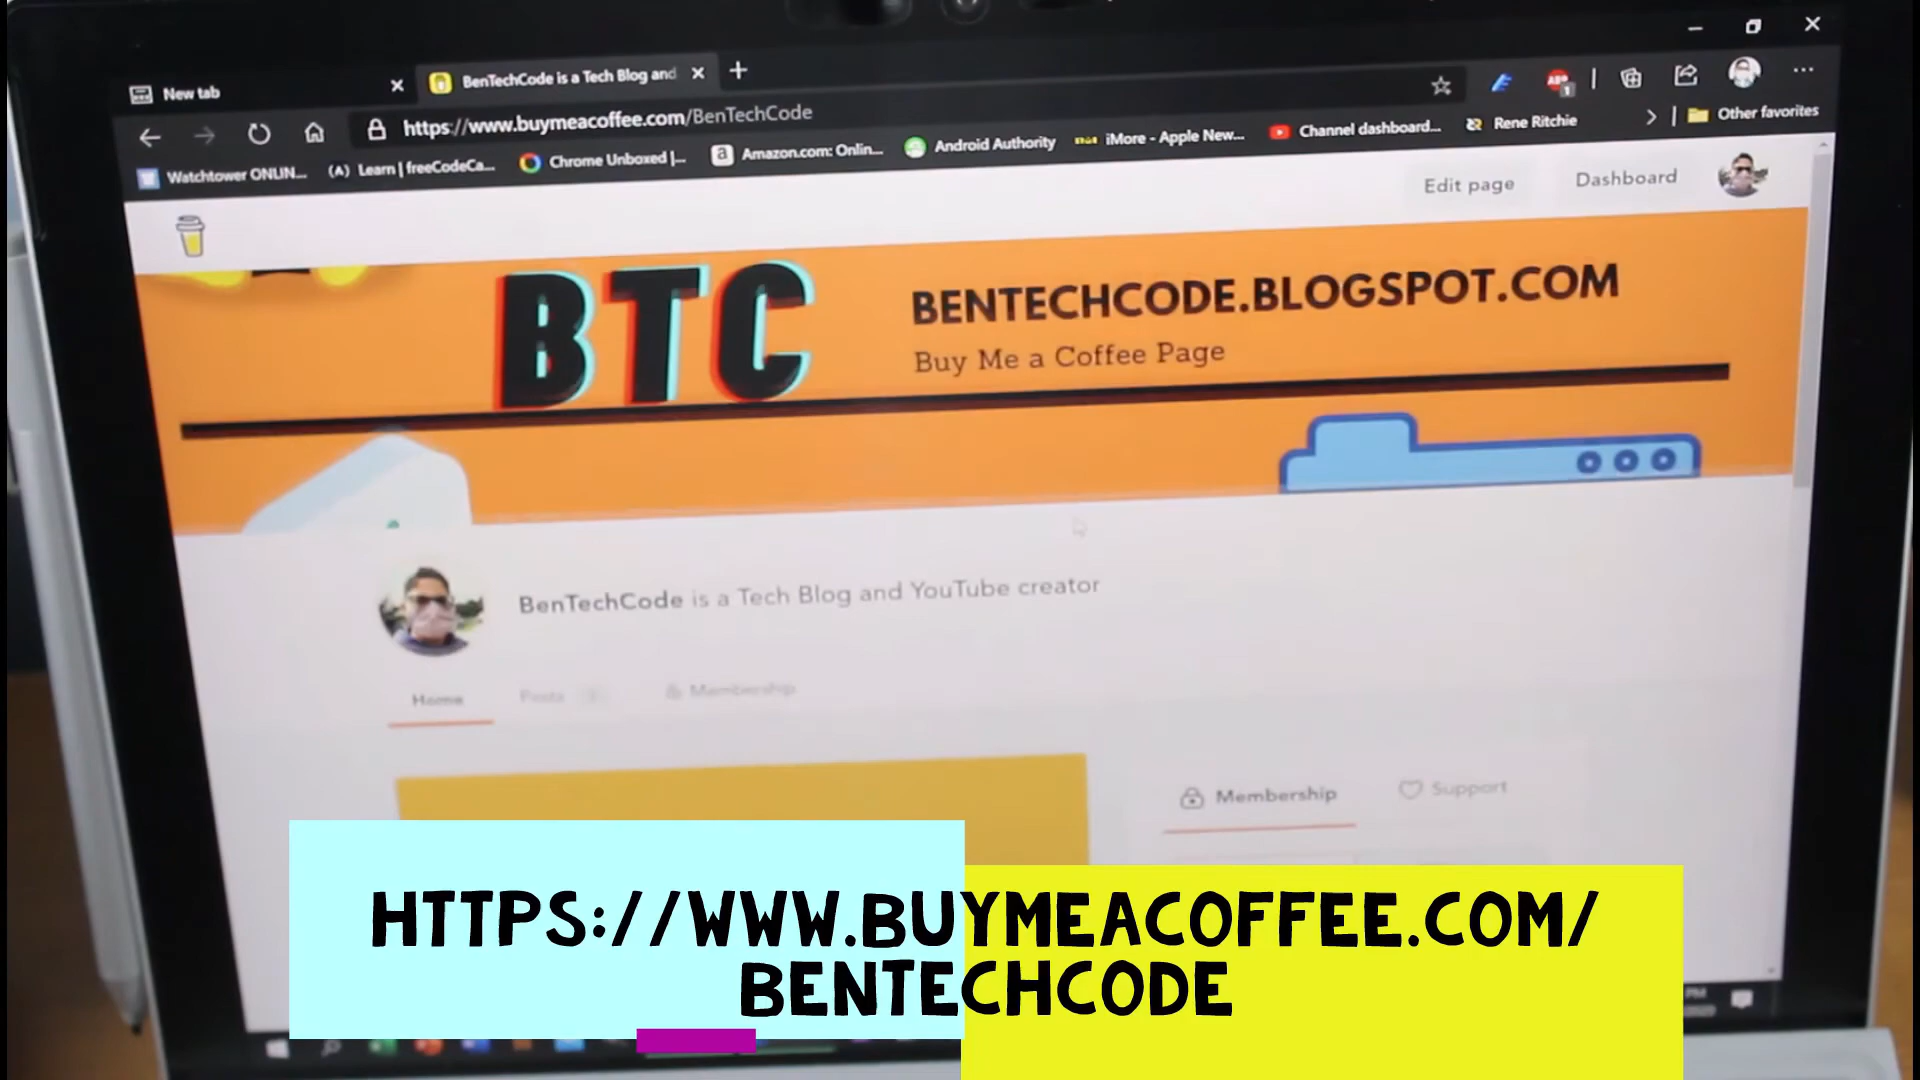 New tab
BenTechCode is a Tech Blog and
https://www.buymeacoffee.com/BenTechCode
Watchtower ONLIN...
(A) Learn | freeCodeCa...
Chrome Unboxed |...
Amazon.com: Onlin...
Android Authority
iMore - Apple New...
Channel dashboard...
Rene Ritchie
Other favorites
Edit page
Dashboard
BTC
BENTECHCODE.BLOGSPOT.COM
Buy Me a Coffee Page
BenTechCode is a Tech Blog and YouTube creator
Home
Posts
Membership
Membership
Support
HTTPS://WWW.BUYMEACOFFEE.COM/
BENTECHCODE